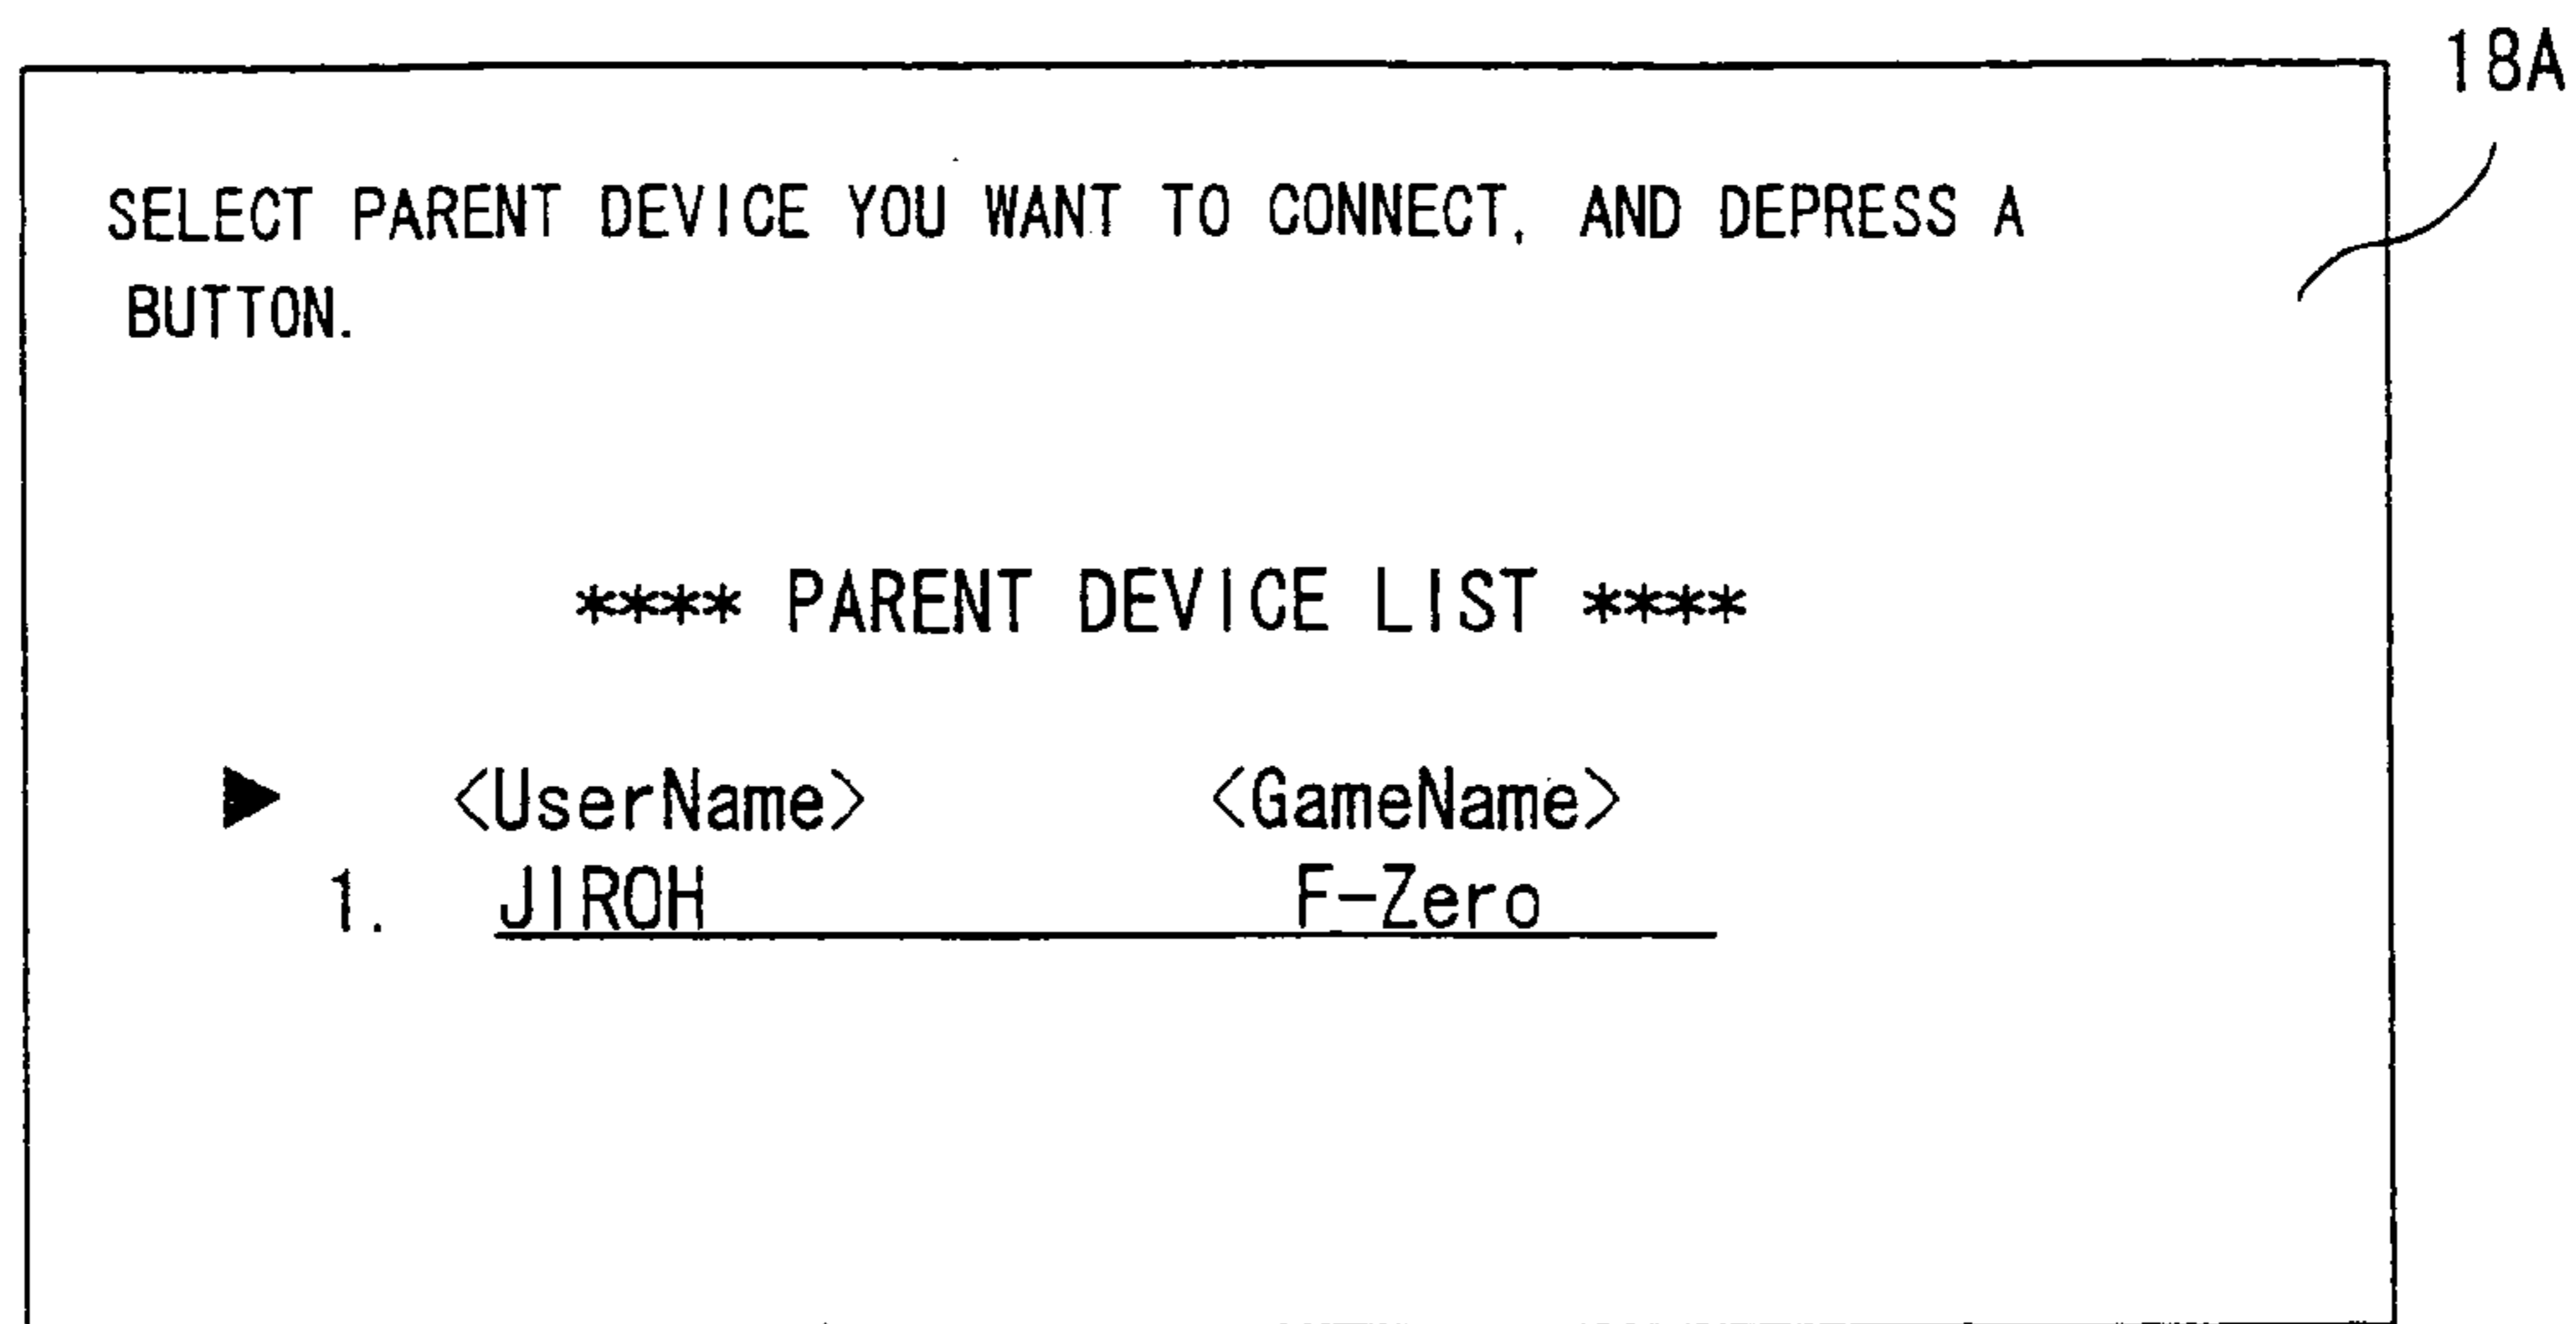 18A
SELECT PARENT DEVICE YOU WANT TO CONNECT, AND DEPRESS A
BUTTON.
**** PARENT DEVICE LIST ****
<UserName> <GameName>
1. JIROH F-Zero